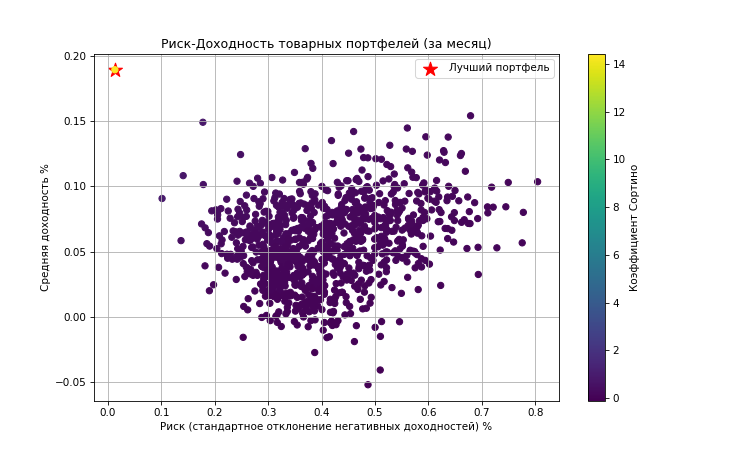 Риск-Доходность товарных портфелей (за месяц)
Лучший портфель
0.20
0.15
0.10
0.05
0.00
−0.05
Средняя доходность %
0.0 0.1 0.2 0.3 0.4 0.5 0.6 0.7 0.8
Риск (стандартное отклонение негативных доходностей) %
14
12
10
8
6
4
2
0
Коэффициент Сортино